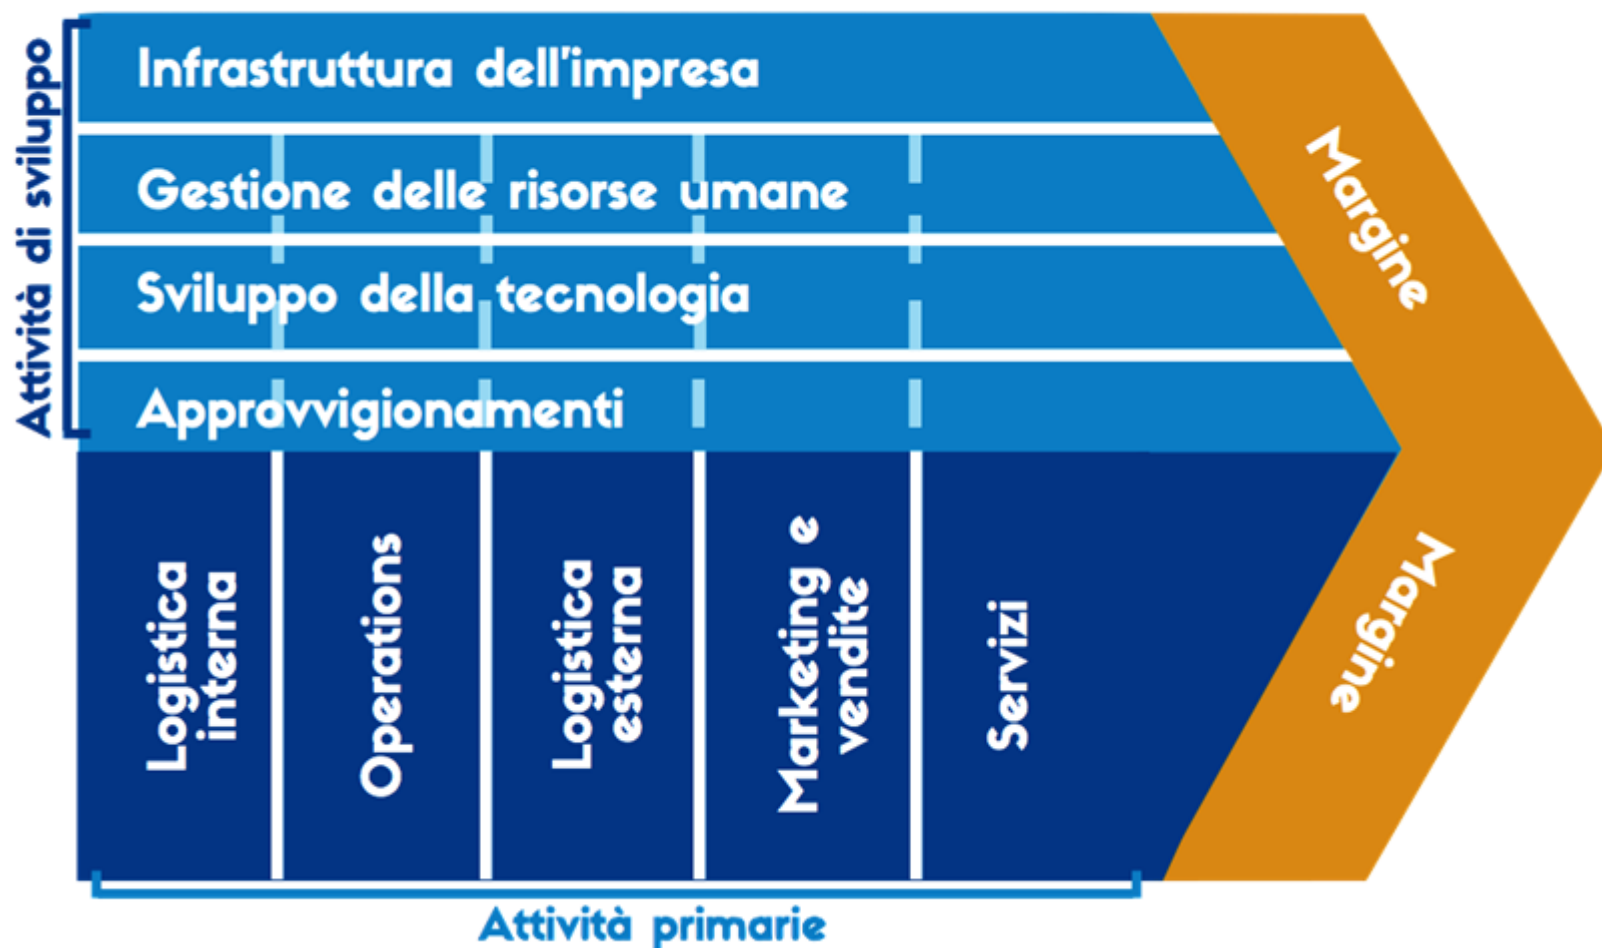 Attività di sviluppo
Infrastruttura dell'impresa
Gestione delle risorse umane
Sviluppo della tecnologia
Appravvigionamenti
Margine
Margine
Logistica
interna
Operations
Logistica
esterna
Marketing e
vendite
Servizi
Attività primarie